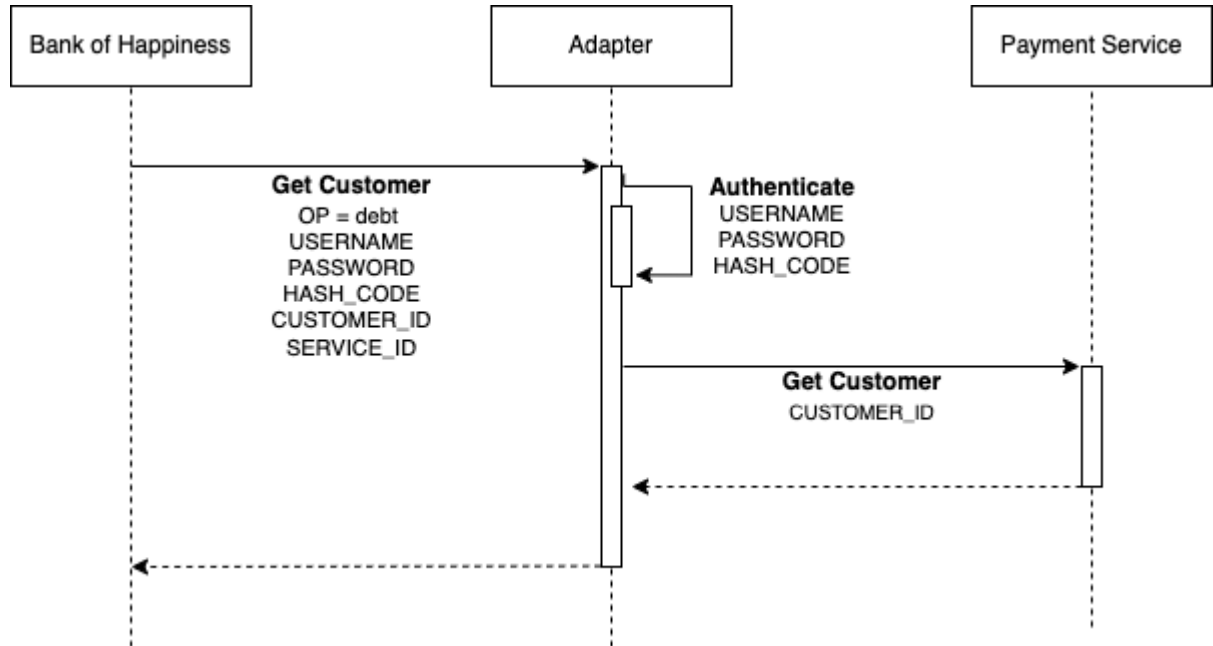 Bank of Happiness
Adapter
Payment Service
Get Customer
OP = debt
USERNAME
PASSWORD
HASH_CODE
CUSTOMER_ID
SERVICE_ID
Authenticate
USERNAME
PASSWORD
HASH_CODE
Get Customer
CUSTOMER_ID